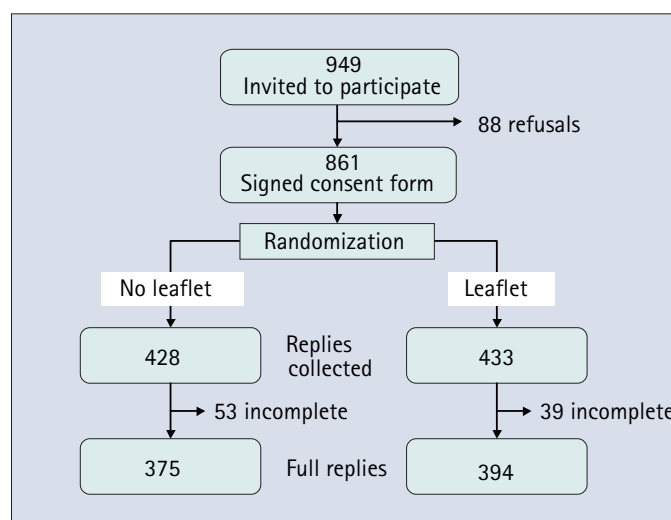 949
Invited to participate
88 refusals
861
Signed consent form
Randomization
No leaflet
Leaflet
428
Replies
collected
433
53 incomplete
39 incomplete
375
Full replies
394